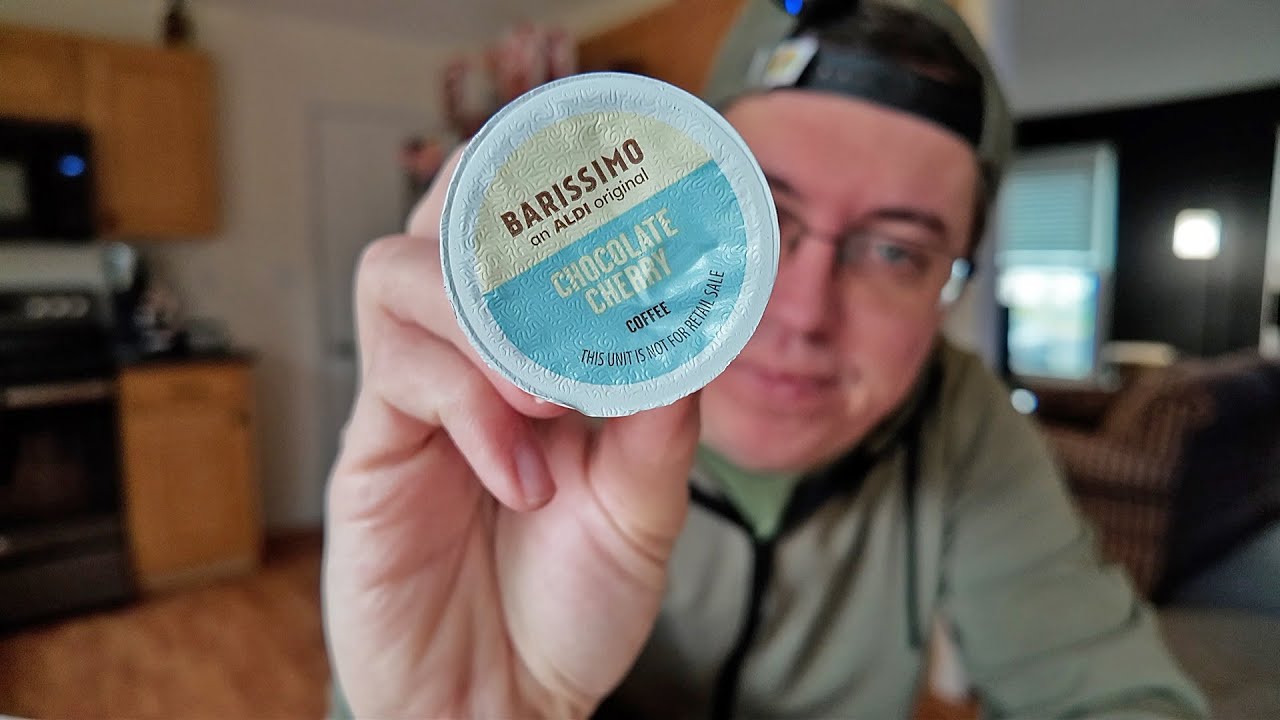 BARISSIMO
an ALDI original
CHOCOLATE
CHERRY
COFFEE
THIS UNIT IS NOT FOR RETAIL SALE